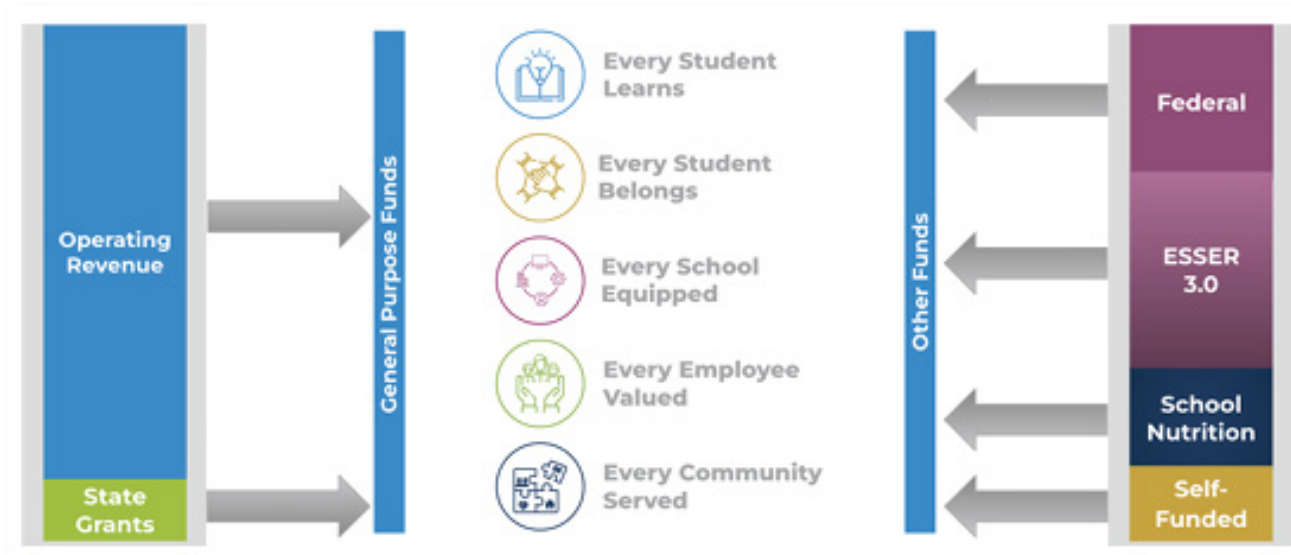 Operating
Revenue
State
Grants
General Purpose Funds
Every Student
Learns
Every Student
Belongs
Every School
Equipped
Every Employee
Valued
Every Community
Served
Other Funds
Federal
ESSER
3.0
School
Nutrition
Self-
Funded